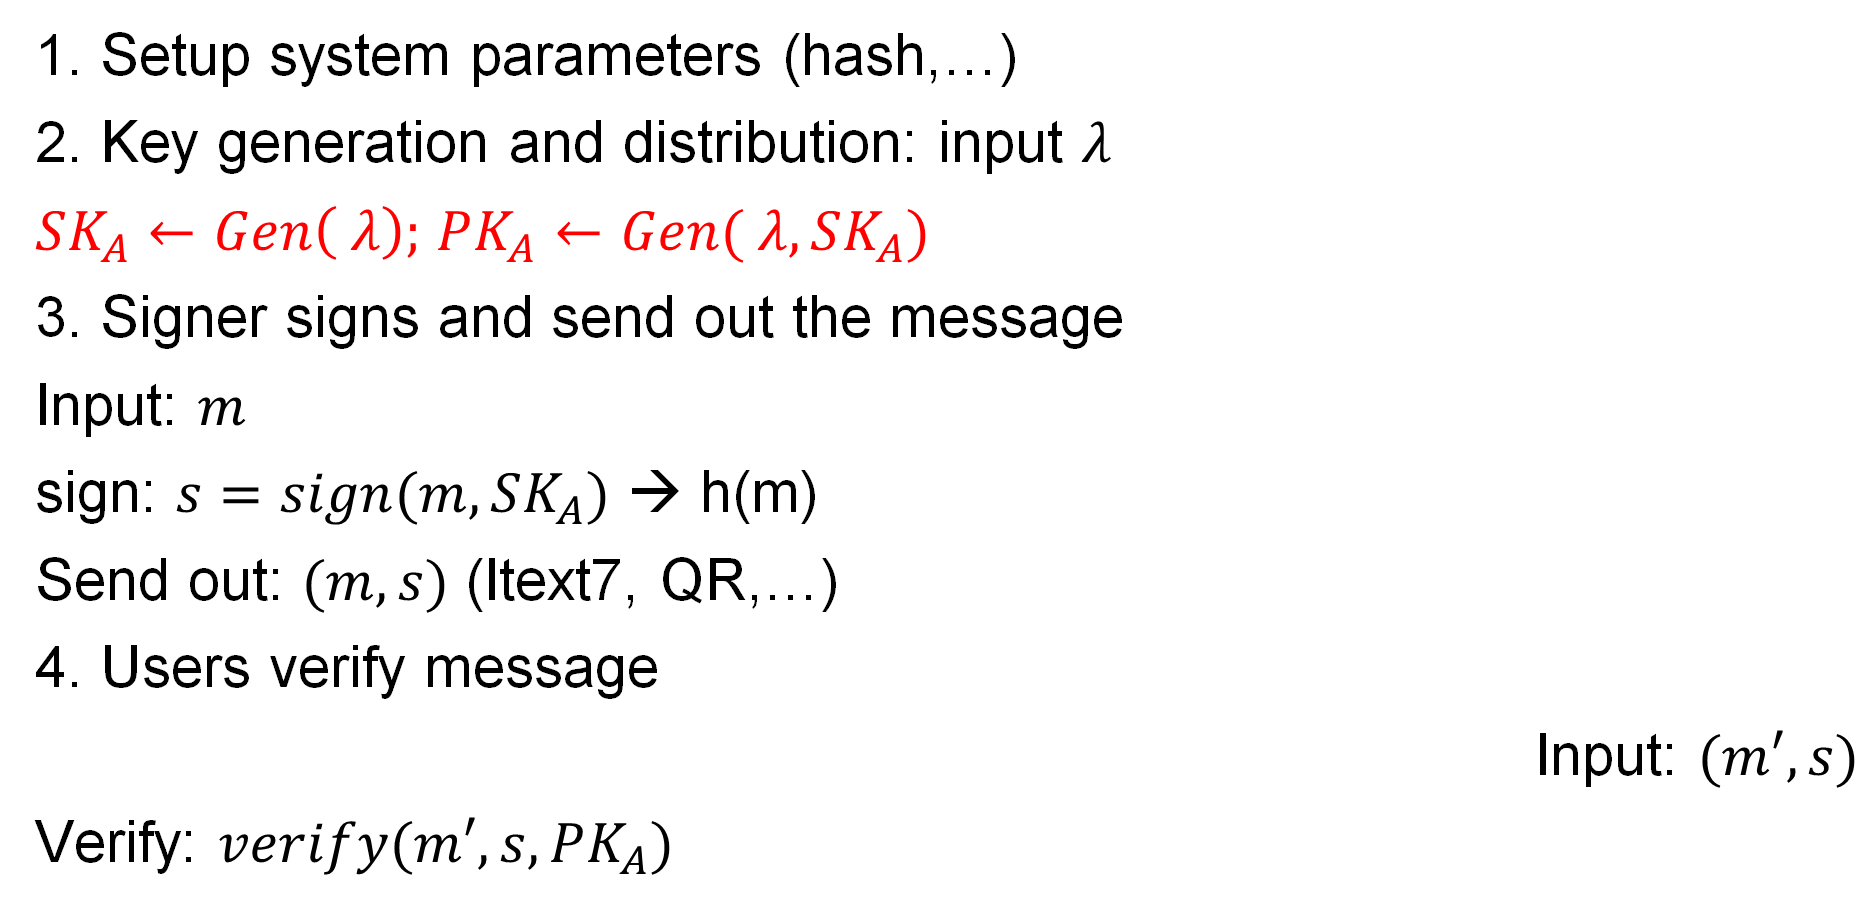 1. Setup system parameters (hash,…)
2. Key generation and distribution: input λ
SK_A ← Gen( λ); PK_A ← Gen( λ, SK_A)
3. Signer signs and send out the message
Input: m
sign: s = sign(m, SK_A) → h(m)
Send out: (m, s) (Itext7, QR,…)
4. Users verify message
Input: (m′, s)
Verify: verify(m′, s, PK_A)